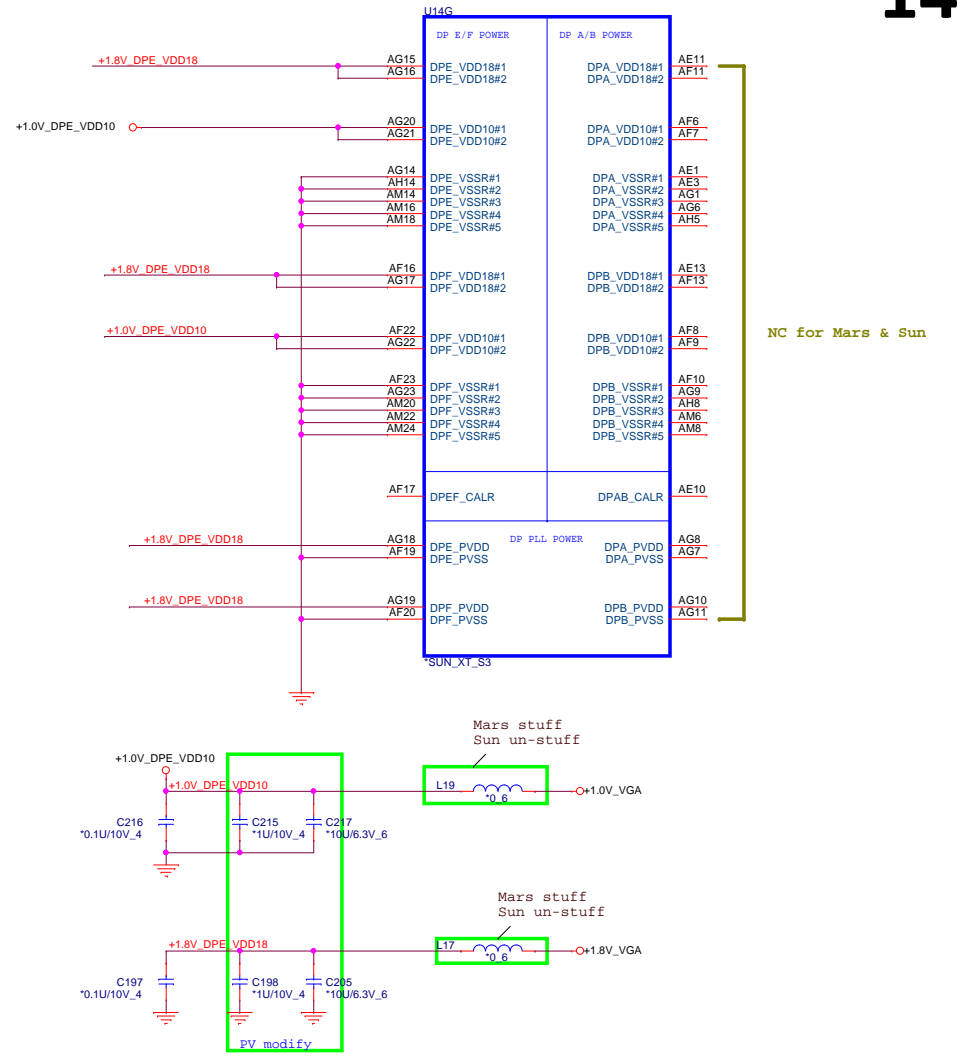 14
U14G
DP E/F POWER
DP A/B POWER
+1.8V_DPE_VDD18
AG15 DPE_VDD18#1 DPA_VDD18#1 AE11
AG16 DPE_VDD18#2 DPA_VDD18#2 AF11
+1.0V_DPE_VDD10
AG20 DPE_VDD10#1 DPA_VDD10#1 AF6
AG21 DPE_VDD10#2 DPA_VDD10#2 AF7
AG14 DPE_VSSR#1 DPA_VSSR#1 AE1
AH14 DPE_VSSR#2 DPA_VSSR#2 AE3
AM14 DPE_VSSR#3 DPA_VSSR#3 AG1
AM16 DPE_VSSR#4 DPA_VSSR#4 AG6
AM18 DPE_VSSR#5 DPA_VSSR#5 AH5
+1.8V_DPE_VDD18
AF16 DPF_VDD18#1 DPB_VDD18#1 AE13
AG17 DPF_VDD18#2 DPB_VDD18#2 AF13
+1.0V_DPE_VDD10
AF22 DPF_VDD10#1 DPB_VDD10#1 AF8
AG22 DPF_VDD10#2 DPB_VDD10#2 AF9
NC for Mars & Sun
AF23 DPF_VSSR#1 DPB_VSSR#1 AF10
AG23 DPF_VSSR#2 DPB_VSSR#2 AG9
AM20 DPF_VSSR#3 DPB_VSSR#3 AH8
AM22 DPF_VSSR#4 DPB_VSSR#4 AM6
AM24 DPF_VSSR#5 DPB_VSSR#5 AM8
AF17 DPEF_CALR DPAB_CALR AE10
DP PLL POWER
+1.8V_DPE_VDD18
AG18 DPE_PVDD DPA_PVDD AG8
AF19 DPE_PVSS DPA_PVSS AG7
+1.8V_DPE_VDD18
AG19 DPF_PVDD DPB_PVDD AG10
AF20 DPF_PVSS DPB_PVSS AG11
*SUN_XT_S3
Mars stuff
Sun un-stuff
+1.0V_DPE_VDD10
+1.0V_DPE_VDD10
L19
*0_6
+1.0V_VGA
C216
*0.1U/10V_4
C215
*1U/10V_4
C217
*10U/6.3V_6
Mars stuff
Sun un-stuff
+1.8V_DPE_VDD18
L17
*0_6
+1.8V_VGA
C197
*0.1U/10V_4
C198
*1U/10V_4
C205
*10U/6.3V_6
PV modify